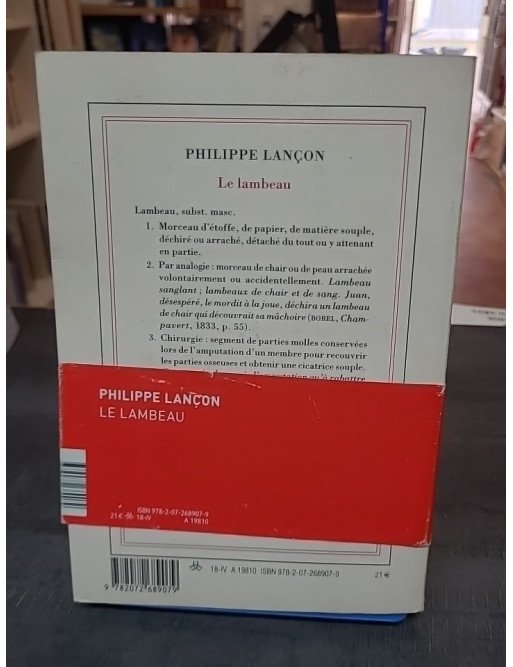 PHILIPPE LANÇON
Le lambeau
Lambeau, subst. masc.
1. Morceau d'étoffe, de papier, de matière souple,
déchiré ou arraché, détaché du tout ou y attenant
en partie.
2. Par analogie : morceau de chair ou de peau arrachée
volontairement ou accidentellement. Lambeau
sanglant ; lambeaux de chair et de sang. Juan,
désespéré, le mordit à la joue, déchira un lambeau
de chair qui découvrait sa mâchoire (BOREL, Cham-
pavert, 1833, p. 55).
3. Chirurgie : segment de parties molles conservées
lors de l'amputation d'un membre pour recouvrir
les parties osseuses et obtenir une cicatrice souple.
PHILIPPE LANÇON
LE LAMBEAU
ISBN 978-2-07-268907-9
21 € 18-IV A 19810
18-IV A 19810 ISBN 978-2-07-268907-9 21 €
9 782072 689079